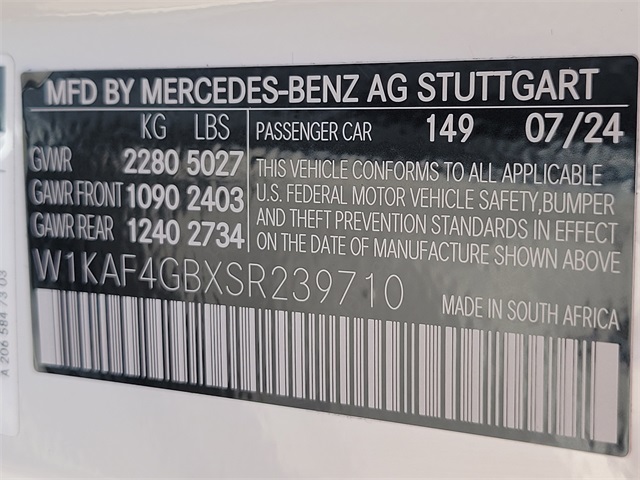 MFD BY MERCEDES-BENZ AG STUTTGART
KG LBS
GVWR 2280 5027
GAWR FRONT 1090 2403
GAWR REAR 1240 2734
PASSENGER CAR 149 07/24
THIS VEHICLE CONFORMS TO ALL APPLICABLE
U.S. FEDERAL MOTOR VEHICLE SAFETY, BUMPER
AND THEFT PREVENTION STANDARDS IN EFFECT
ON THE DATE OF MANUFACTURE SHOWN ABOVE
W1KAF4GBXSR239710
MADE IN SOUTH AFRICA
A 206 584 73 03